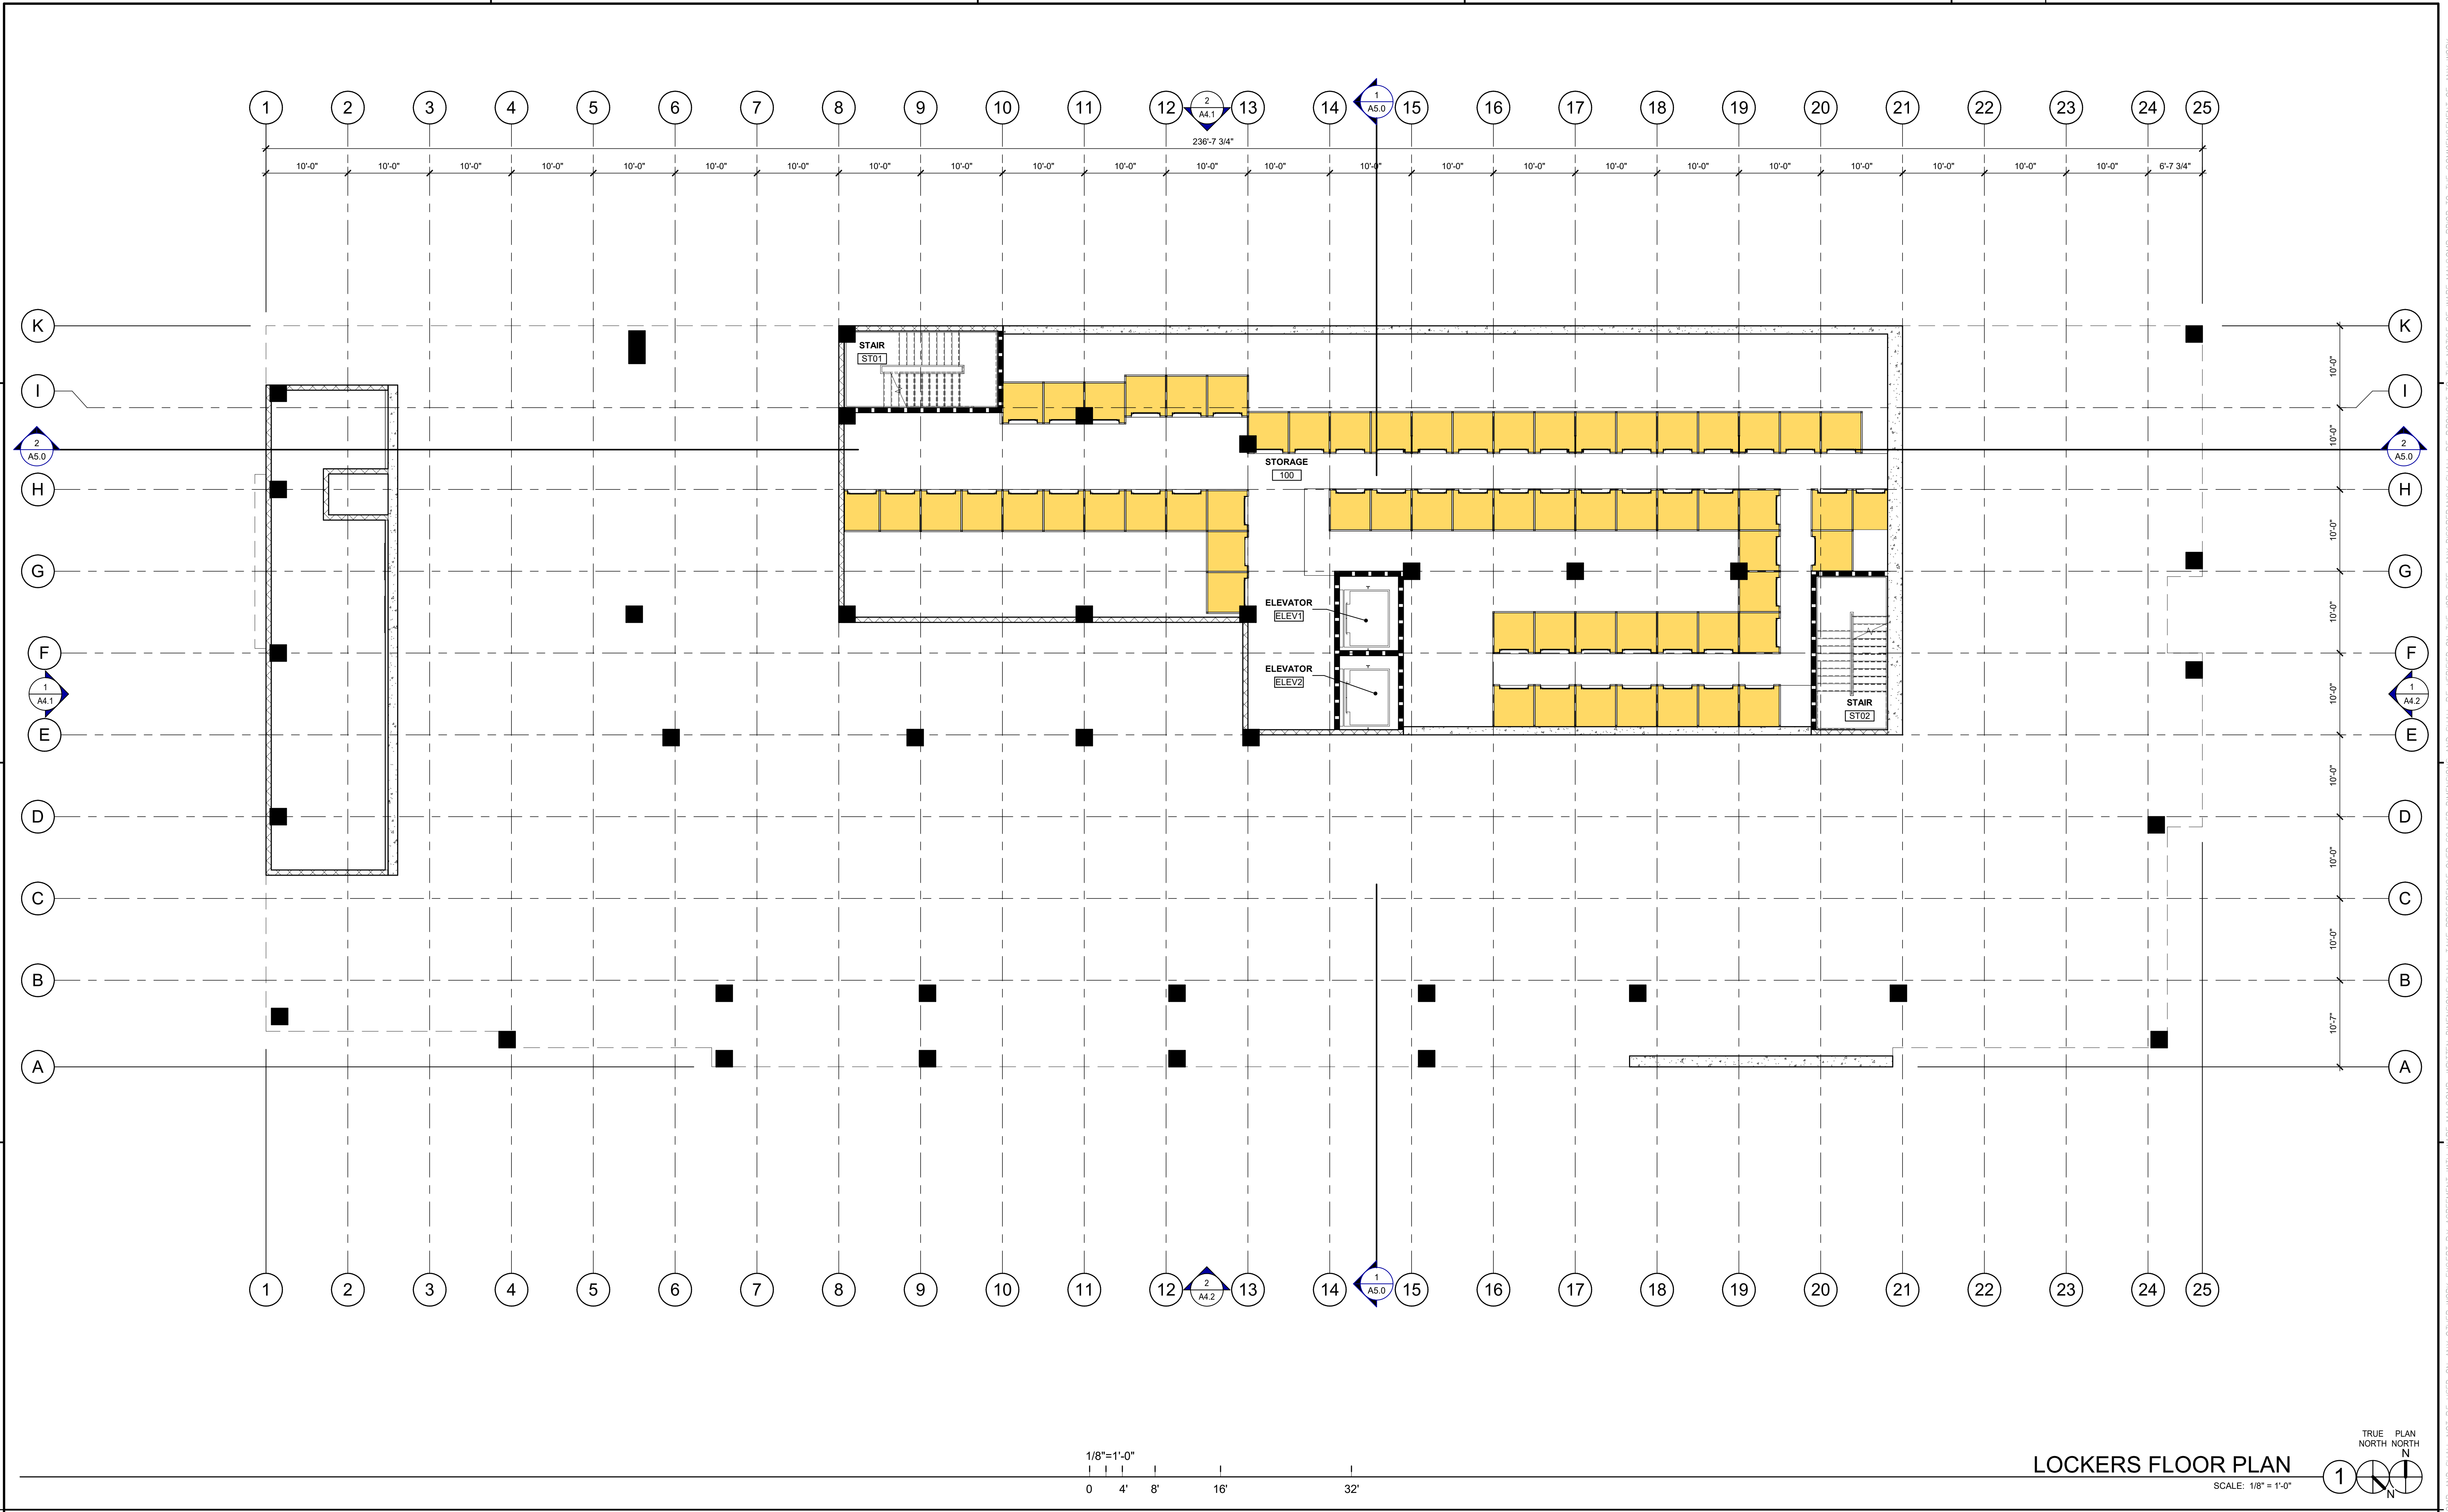 1 2 3 4 5 6 7 8 9 10 11 12 13 14 15 16 17 18 19 20 21 22 23 24 25
2
A4.1
1
A5.0
236'-7 3/4"
10'-0" 10'-0" 10'-0" 10'-0" 10'-0" 10'-0" 10'-0" 10'-0" 10'-0" 10'-0" 10'-0" 10'-0" 10'-0" 10'-0" 10'-0" 10'-0" 10'-0" 10'-0" 10'-0" 10'-0" 10'-0" 10'-0" 10'-0" 6'-7 3/4"
K K
STAIR
ST01
10'-0"
I I
10'-0"
2
A5.0
2
A5.0
STORAGE
100
H H
10'-0"
G G
ELEVATOR
ELEV1
10'-0"
F F
ELEVATOR
ELEV2
1
A4.1
10'-0"
1
A4.2
STAIR
ST02
E E
10'-0"
D D
10'-0"
C C
10'-0"
B B
10'-7"
A A
1 2 3 4 5 6 7 8 9 10 11 12 13 14 15 16 17 18 19 20 21 22 23 24 25
2
A4.2
1
A5.0
1/8"=1'-0"
0 4' 8' 16' 32'
LOCKERS FLOOR PLAN
SCALE: 1/8" = 1'-0"
1
TRUE NORTH
PLAN NORTH
N
N